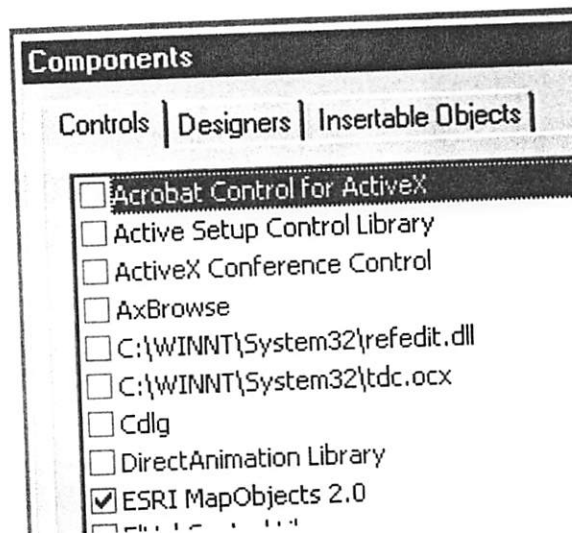 Components
Controls Designers Insertable Objects
Acrobat Control for ActiveX
Active Setup Control Library
ActiveX Conference Control
AxBrowse
C:\WINNT\System32\refedit.dll
C:\WINNT\System32\tdc.ocx
Cdlg
DirectAnimation Library
ESRI MapObjects 2.0